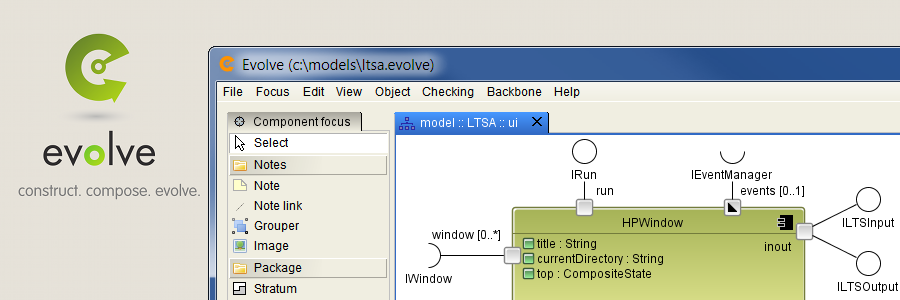 evolve
construct. compose. evolve.
Evolve (c:\models\ltsa.evolve)
File Focus Edit View Object Checking Backbone Help
Component focus
Select
Notes
Note
Note link
Grouper
Image
Package
Stratum
model :: LTSA :: ui
IRun
run
IEventManager
events [0..1]
window [0..*]
IWindow
HPWindow
title : String
currentDirectory : String
top : CompositeState
inout
ILTSInput
ILTSOutput